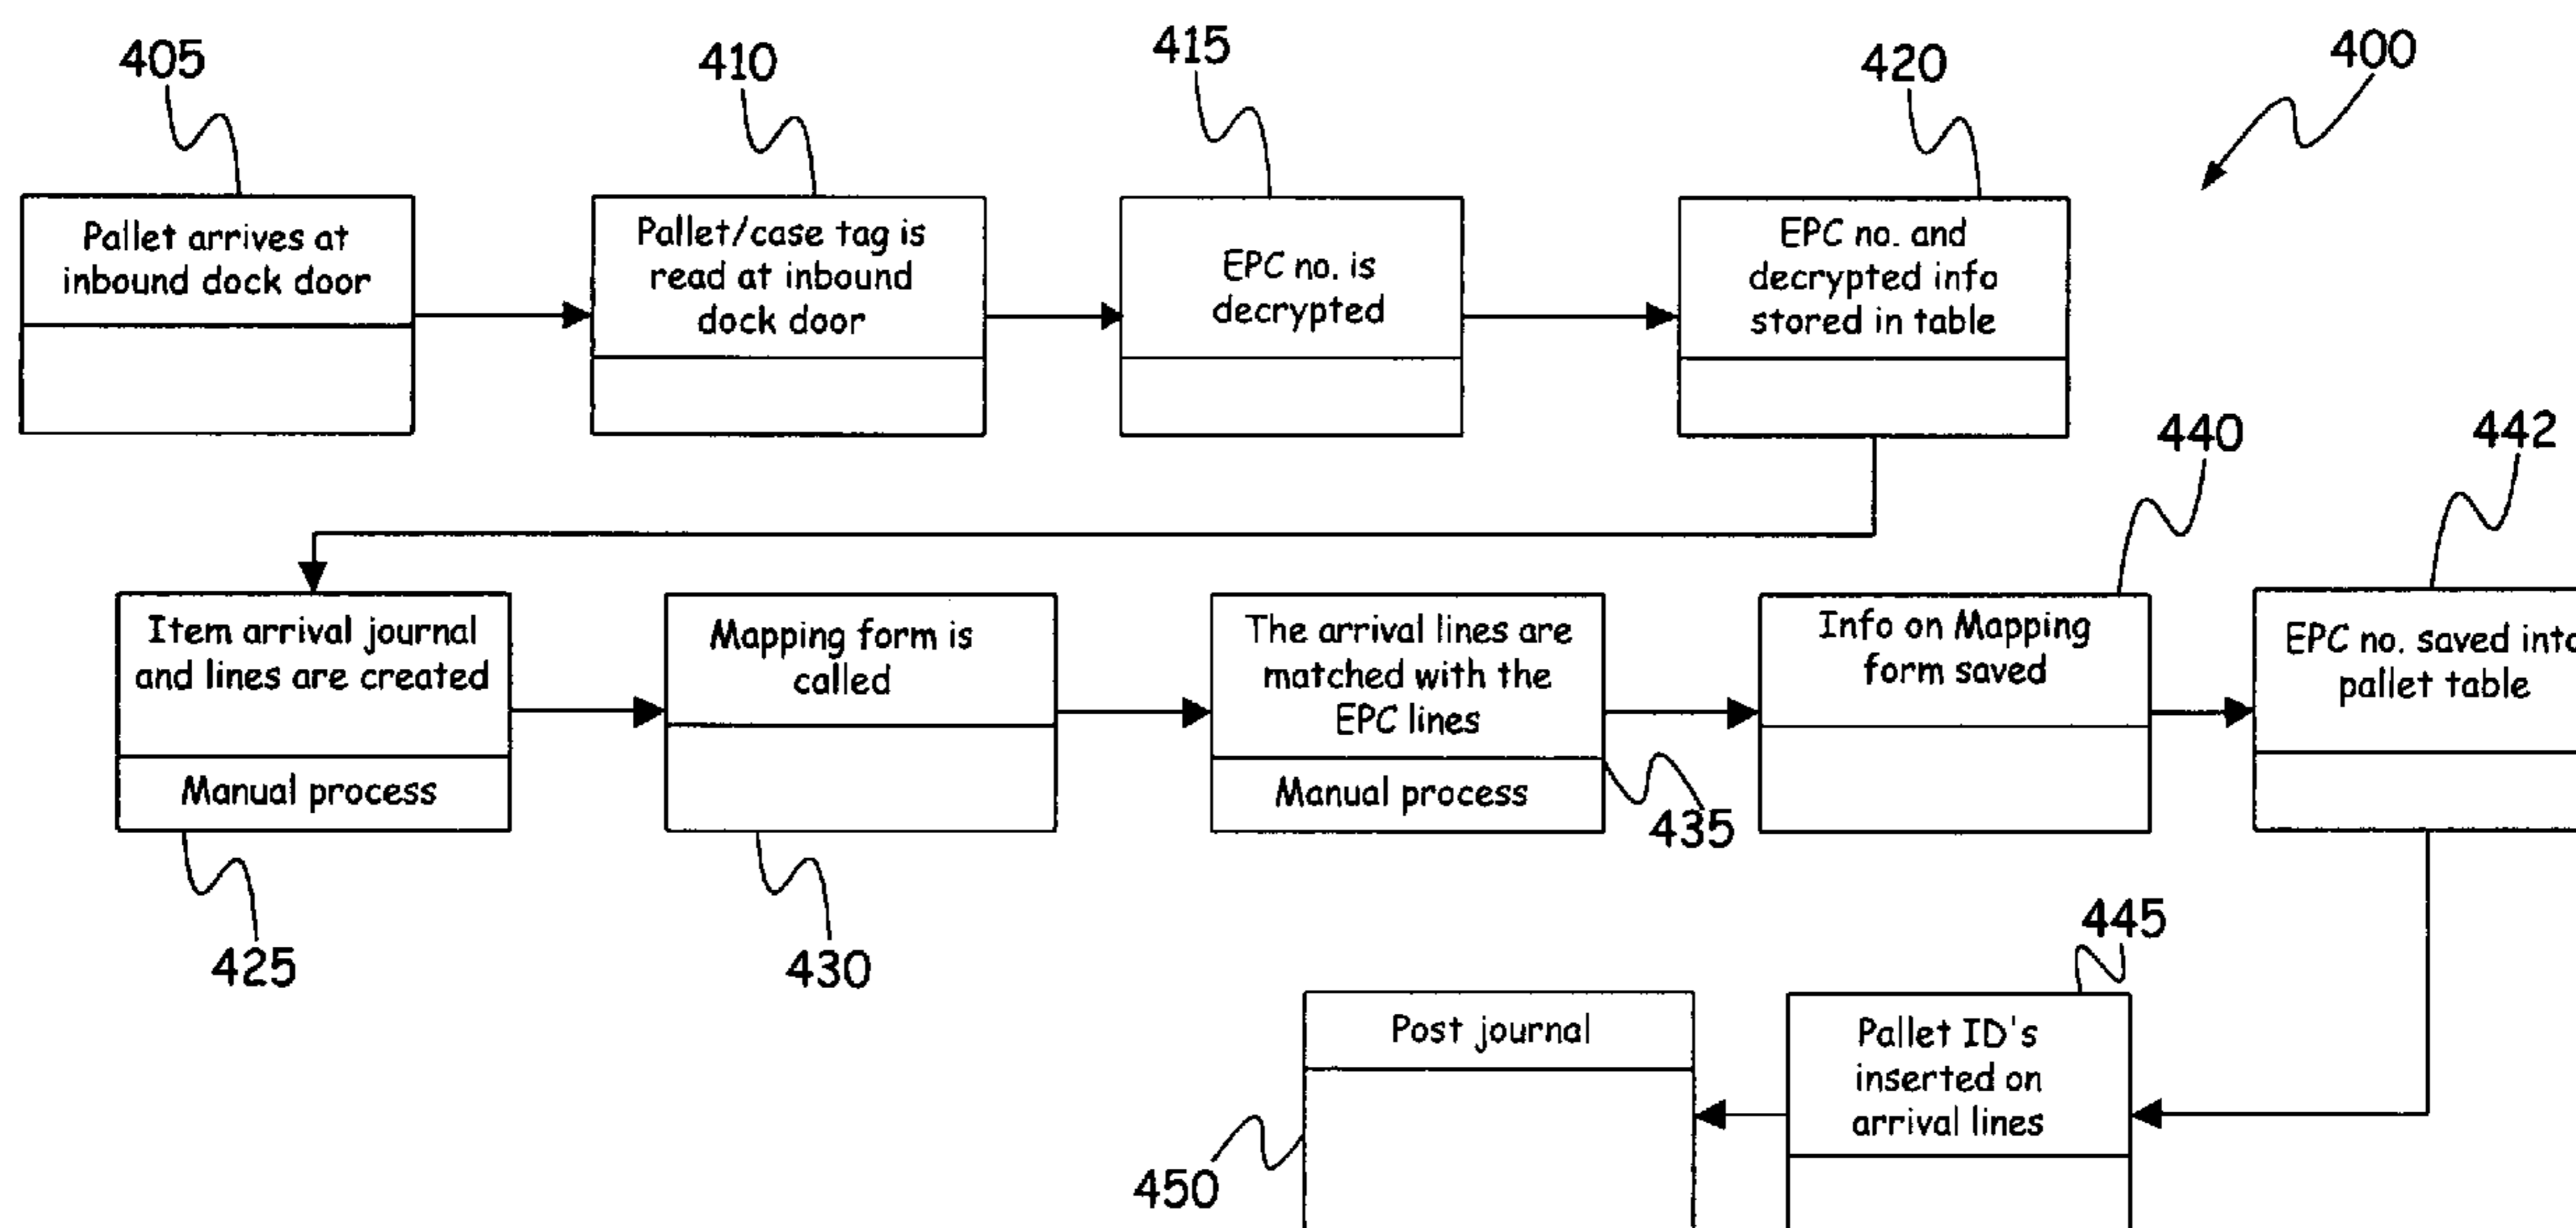 405
410
415
420
400
Pallet arrives at
inbound dock door
Pallet/case tag is
read at inbound
dock door
EPC no. is
decrypted
EPC no. and
decrypted info
stored in table
440
442
Item arrival journal
and lines are created
Manual process
Mapping form is
called
The arrival lines are
matched with the
EPC lines
Manual process
Info on Mapping
form saved
EPC no. saved into
pallet table
435
425
430
445
Post journal
Pallet ID's
inserted on
arrival lines
450